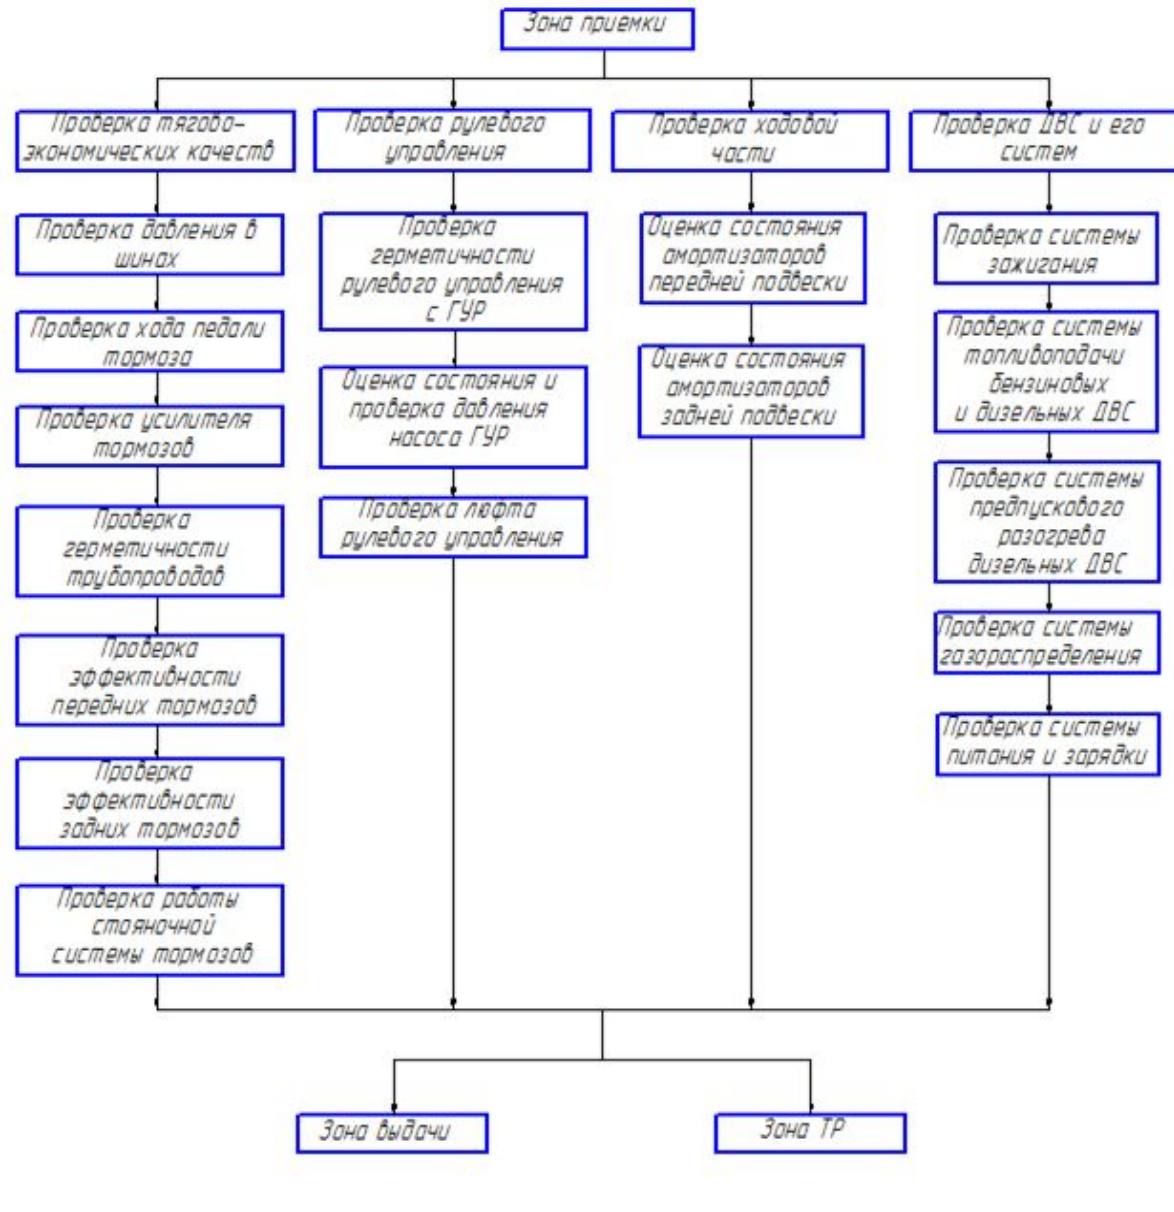 Зона приемки
Проверка тягово-
экономических качеств
Проверка давления в
шинах
Проверка хода педали
тормоза
Проверка усилителя
тормозов
Проверка
герметичности
трубопроводов
Проверка
эффективности
передних тормозов
Проверка
эффективности
задних тормозов
Проверка работы
стояночной
системы тормозов
Проверка рулевого
управления
Проверка
герметичности
рулевого управления
с ГУР
Оценка состояния и
проверка давления
насоса ГУР
Проверка люфта
рулевого управления
Проверка ходовой
части
Оценка состояния
амортизаторов
передней подвески
Оценка состояния
амортизаторов
задней подвески
Проверка ДВС и его
систем
Проверка системы
зажигания
Проверка системы
топливоподачи
бензиновых
и дизельных ДВС
Проверка системы
предпускового
разогрева
дизельных ДВС
Проверка системы
газораспределения
Проверка системы
питания и зарядки
Зона выдачи
Зона ТР